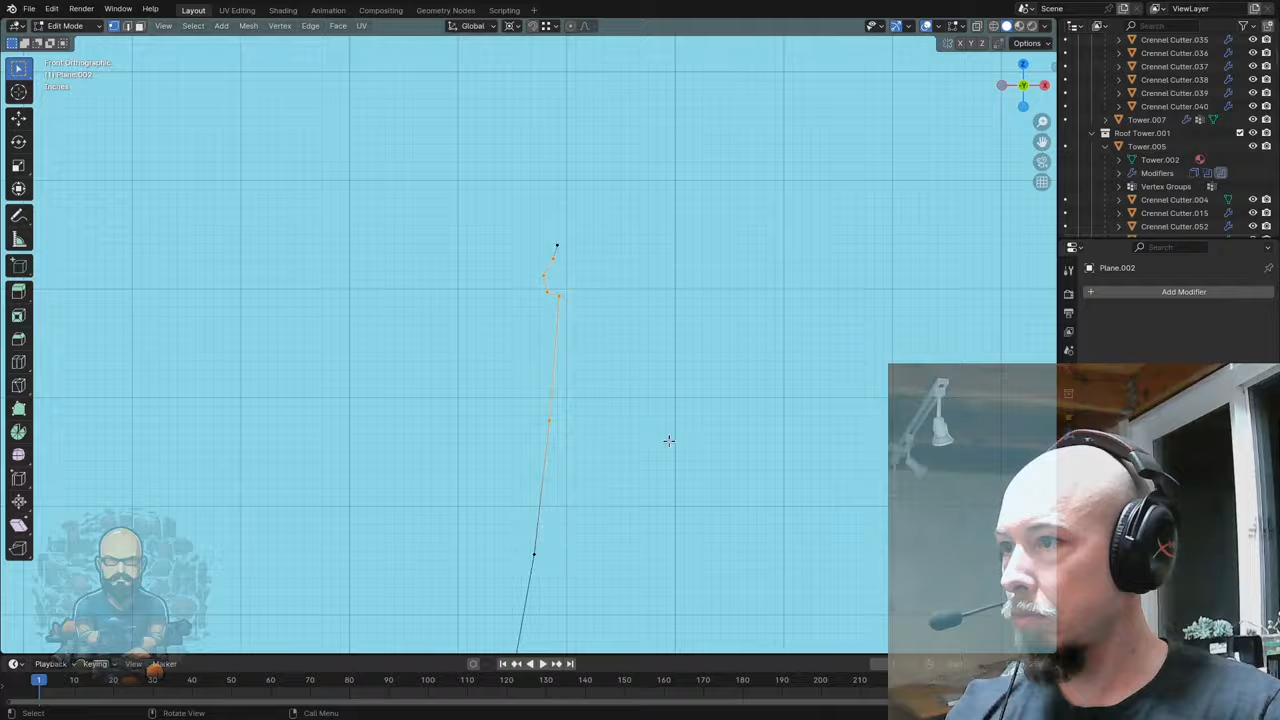 File Edit Render Window Help Layout UV Editing Shading Animation Compositing Geometry Nodes Scripting Scene ViewLayer
Edit Mode View Select Add Mesh Vertex Edge Face UV Global
X Y Z Options
Front Orthographic
(1) Plane.002
Inches
Z
X
Y
Crennel Cutter.035
Crennel Cutter.036
Crennel Cutter.037
Crennel Cutter.038
Crennel Cutter.039
Crennel Cutter.040
Tower.007
Roof Tower.001
Tower.005
Tower.002
Modifiers
Vertex Groups
Crennel Cutter.004
Crennel Cutter.015
Crennel Cutter.052
Search
Plane.002
Add Modifier
Playback Keying View Marker
1 10 20 30 40 50 60 70 80 90 100 110 120 130 140 150 160 170 180 190 200 210
Select Rotate View Call Menu